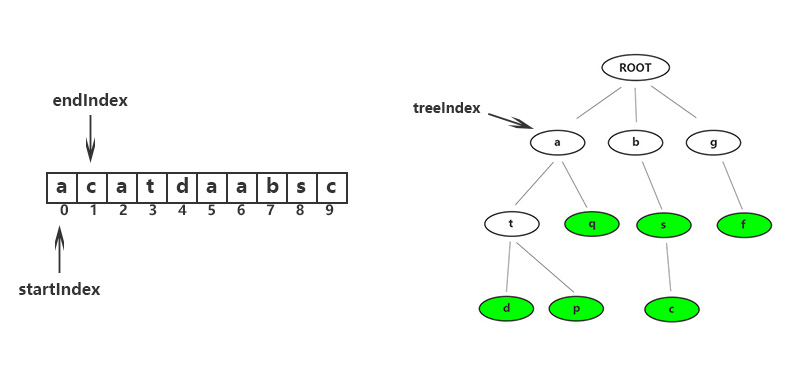 endIndex
a c a t d a a b s c
0 1 2 3 4 5 6 7 8 9
startIndex
ROOT
treeIndex
a b g
t q s f
d p c